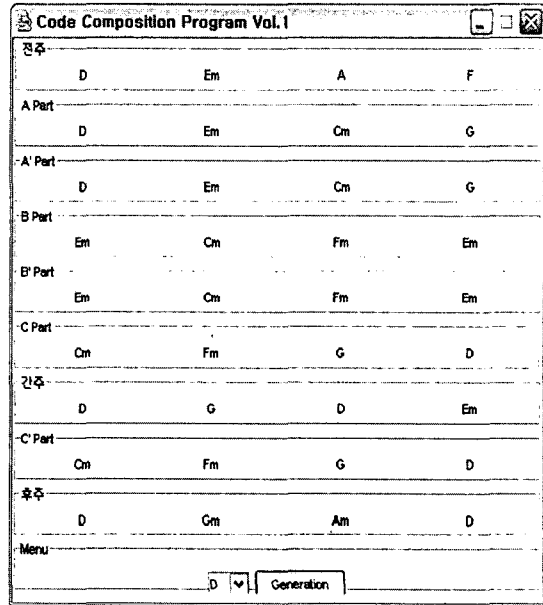 Code Composition Program Vol.1
전주
D Em A F
A Part
D Em Cm G
A' Part
D Em Cm G
B Part
Em Cm Fm Em
B' Part
Em Cm Fm Em
C Part
Cm Fm G D
간주
D G D Em
C' Part
Cm Fm G D
후주
D Gm Am D
Menu
D Generation